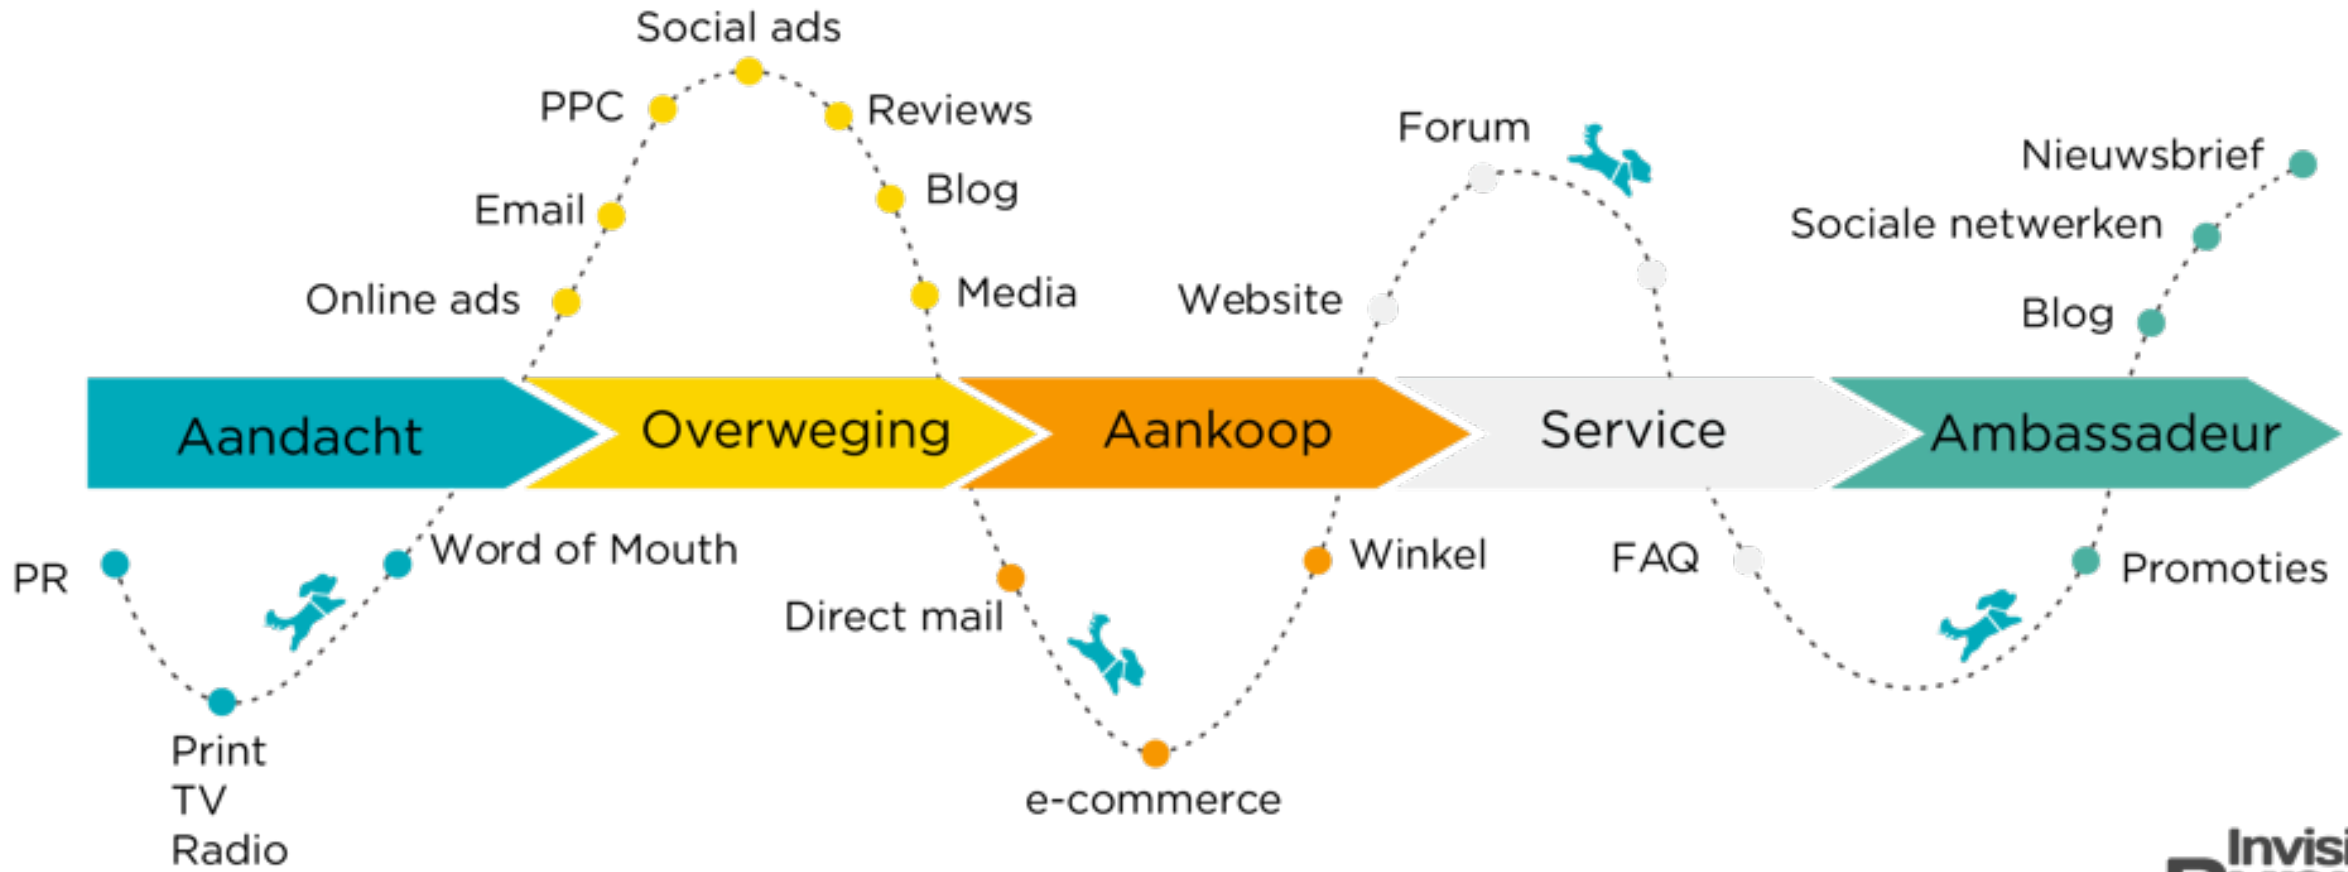 Social ads
PPC
Reviews
Forum
Nieuwsbrief
Email
Blog
Sociale netwerken
Online ads
Media
Website
Blog
Aandacht
Overweging
Aankoop
Service
Ambassadeur
PR
Word of Mouth
Direct mail
Winkel
FAQ
Promoties
Print
TV
Radio
e-commerce